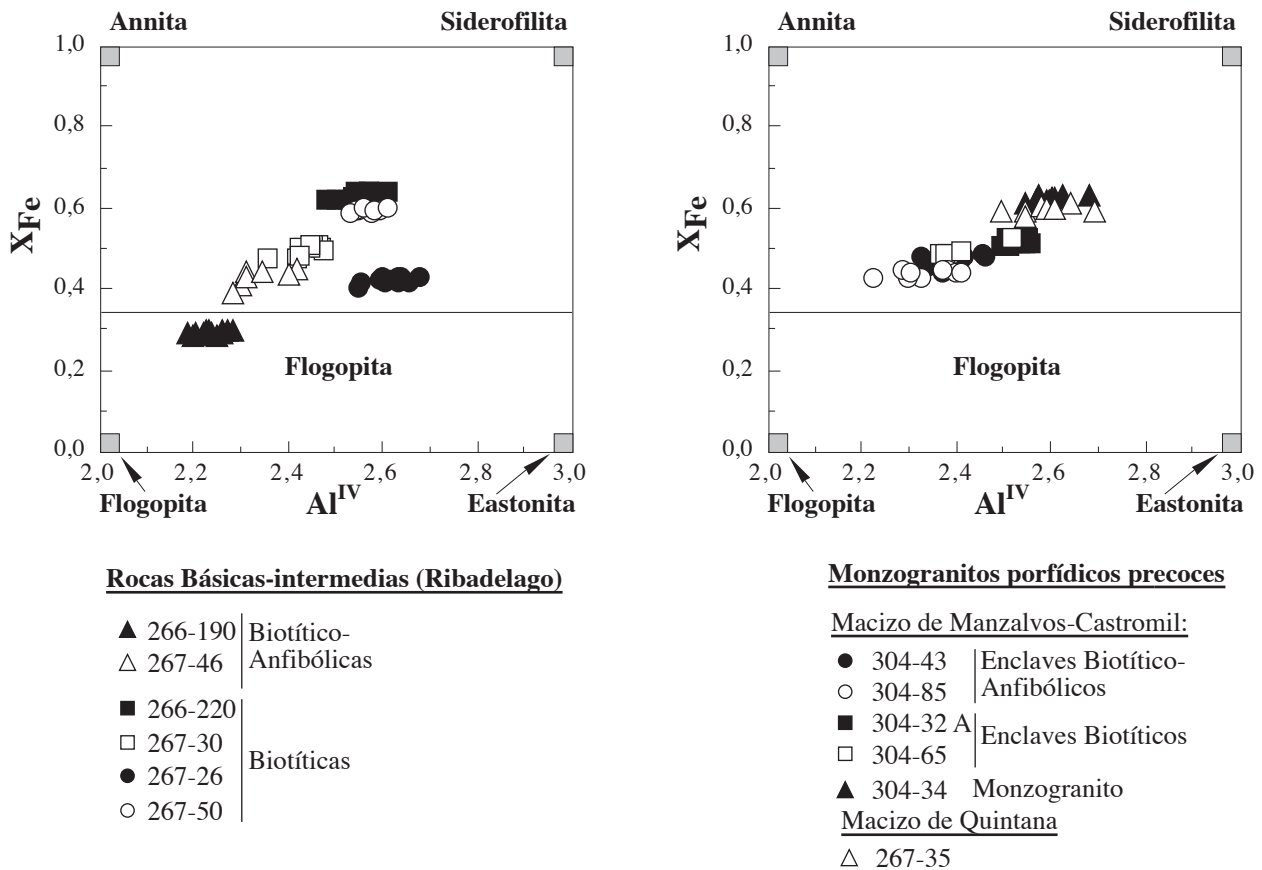 Annita Siderofilita
1,0
0,8
0,6
0,4
0,2
0,0
XFe
Flogopita
2,0 2,2 2,4 2,6 2,8 3,0
Flogopita AlIV Eastonita
Annita Siderofilita
1,0
0,8
0,6
0,4
0,2
0,0
XFe
Flogopita
2,0 2,2 2,4 2,6 2,8 3,0
Flogopita AlIV Eastonita
Rocas Básicas-intermedias (Ribadelago)
266-190
267-46
Biotítico-
Anfibólicas
266-220
267-30
267-26
267-50
Biotíticas
Monzogranitos porfídicos precoces
Macizo de Manzalvos-Castromil:
304-43
304-85
Enclaves Biotítico-
Anfibólicos
304-32 A
304-65
Enclaves Biotíticos
304-34 Monzogranito
Macizo de Quintana
267-35